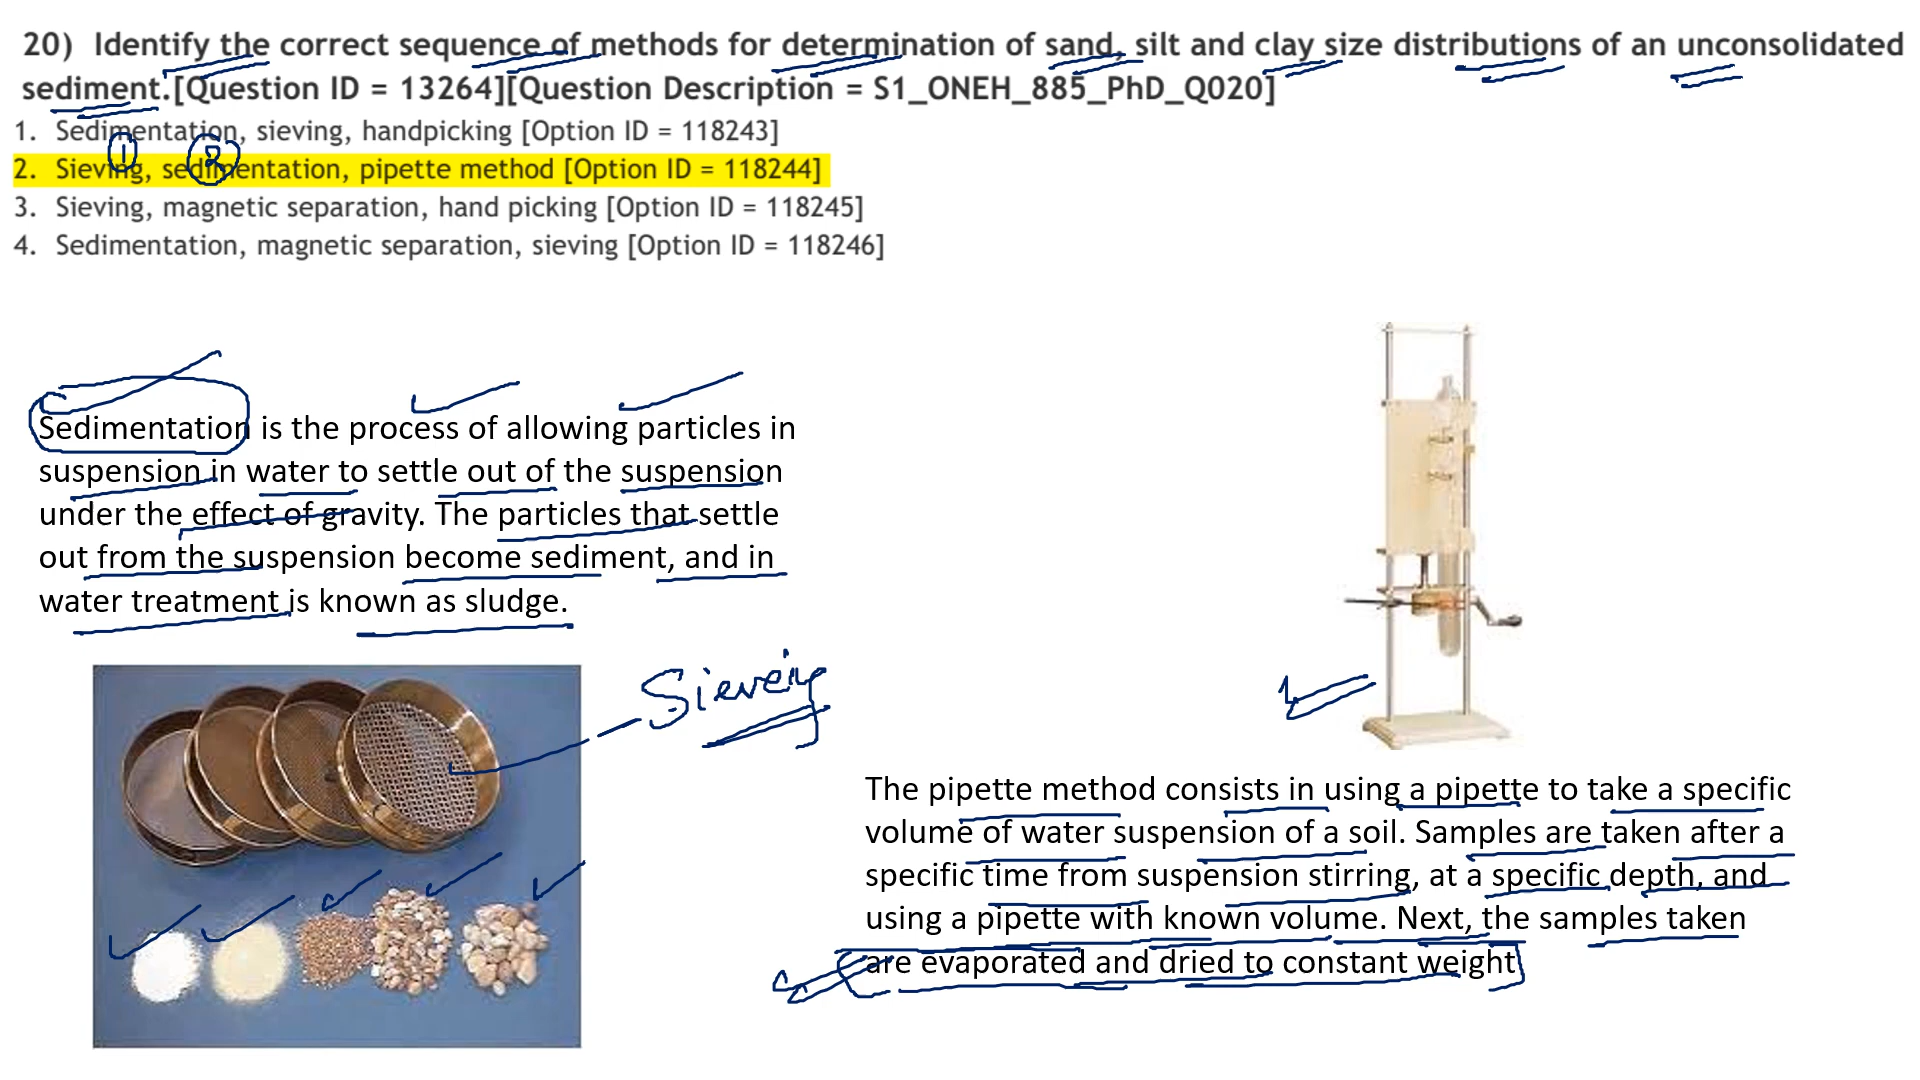 20) Identify the correct sequence of methods for determination of sand, silt and clay size distributions of an unconsolidated
sediment.[Question ID = 13264][Question Description = S1_ONEH_885_PhD_Q020]
1. Sedimentation, sieving, handpicking [Option ID = 118243]
1 2
2. Sieving, sedimentation, pipette method [Option ID = 118244]
3. Sieving, magnetic separation, hand picking [Option ID = 118245]
4. Sedimentation, magnetic separation, sieving [Option ID = 118246]
Sedimentation is the process of allowing particles in
suspension in water to settle out of the suspension
under the effect of gravity. The particles that settle
out from the suspension become sediment, and in
water treatment is known as sludge.
Sieveing
The pipette method consists in using a pipette to take a specific
volume of water suspension of a soil. Samples are taken after a
specific time from suspension stirring, at a specific depth, and
using a pipette with known volume. Next, the samples taken
are evaporated and dried to constant weight